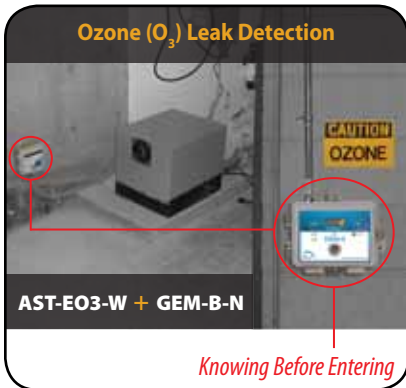 Ozone (O₃) Leak Detection
CAUTION
OZONE
AST-EO3-W + GEM-B-N
Knowing Before Entering